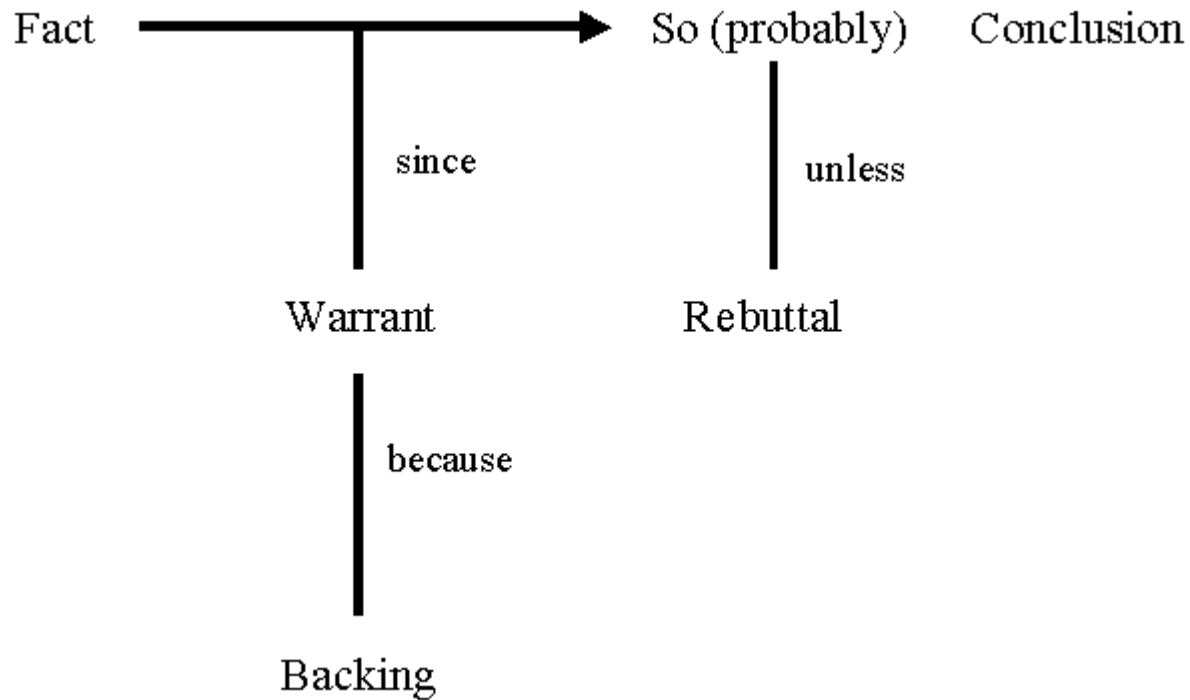 Fact So (probably) Conclusion
since unless
Warrant Rebuttal
because
Backing